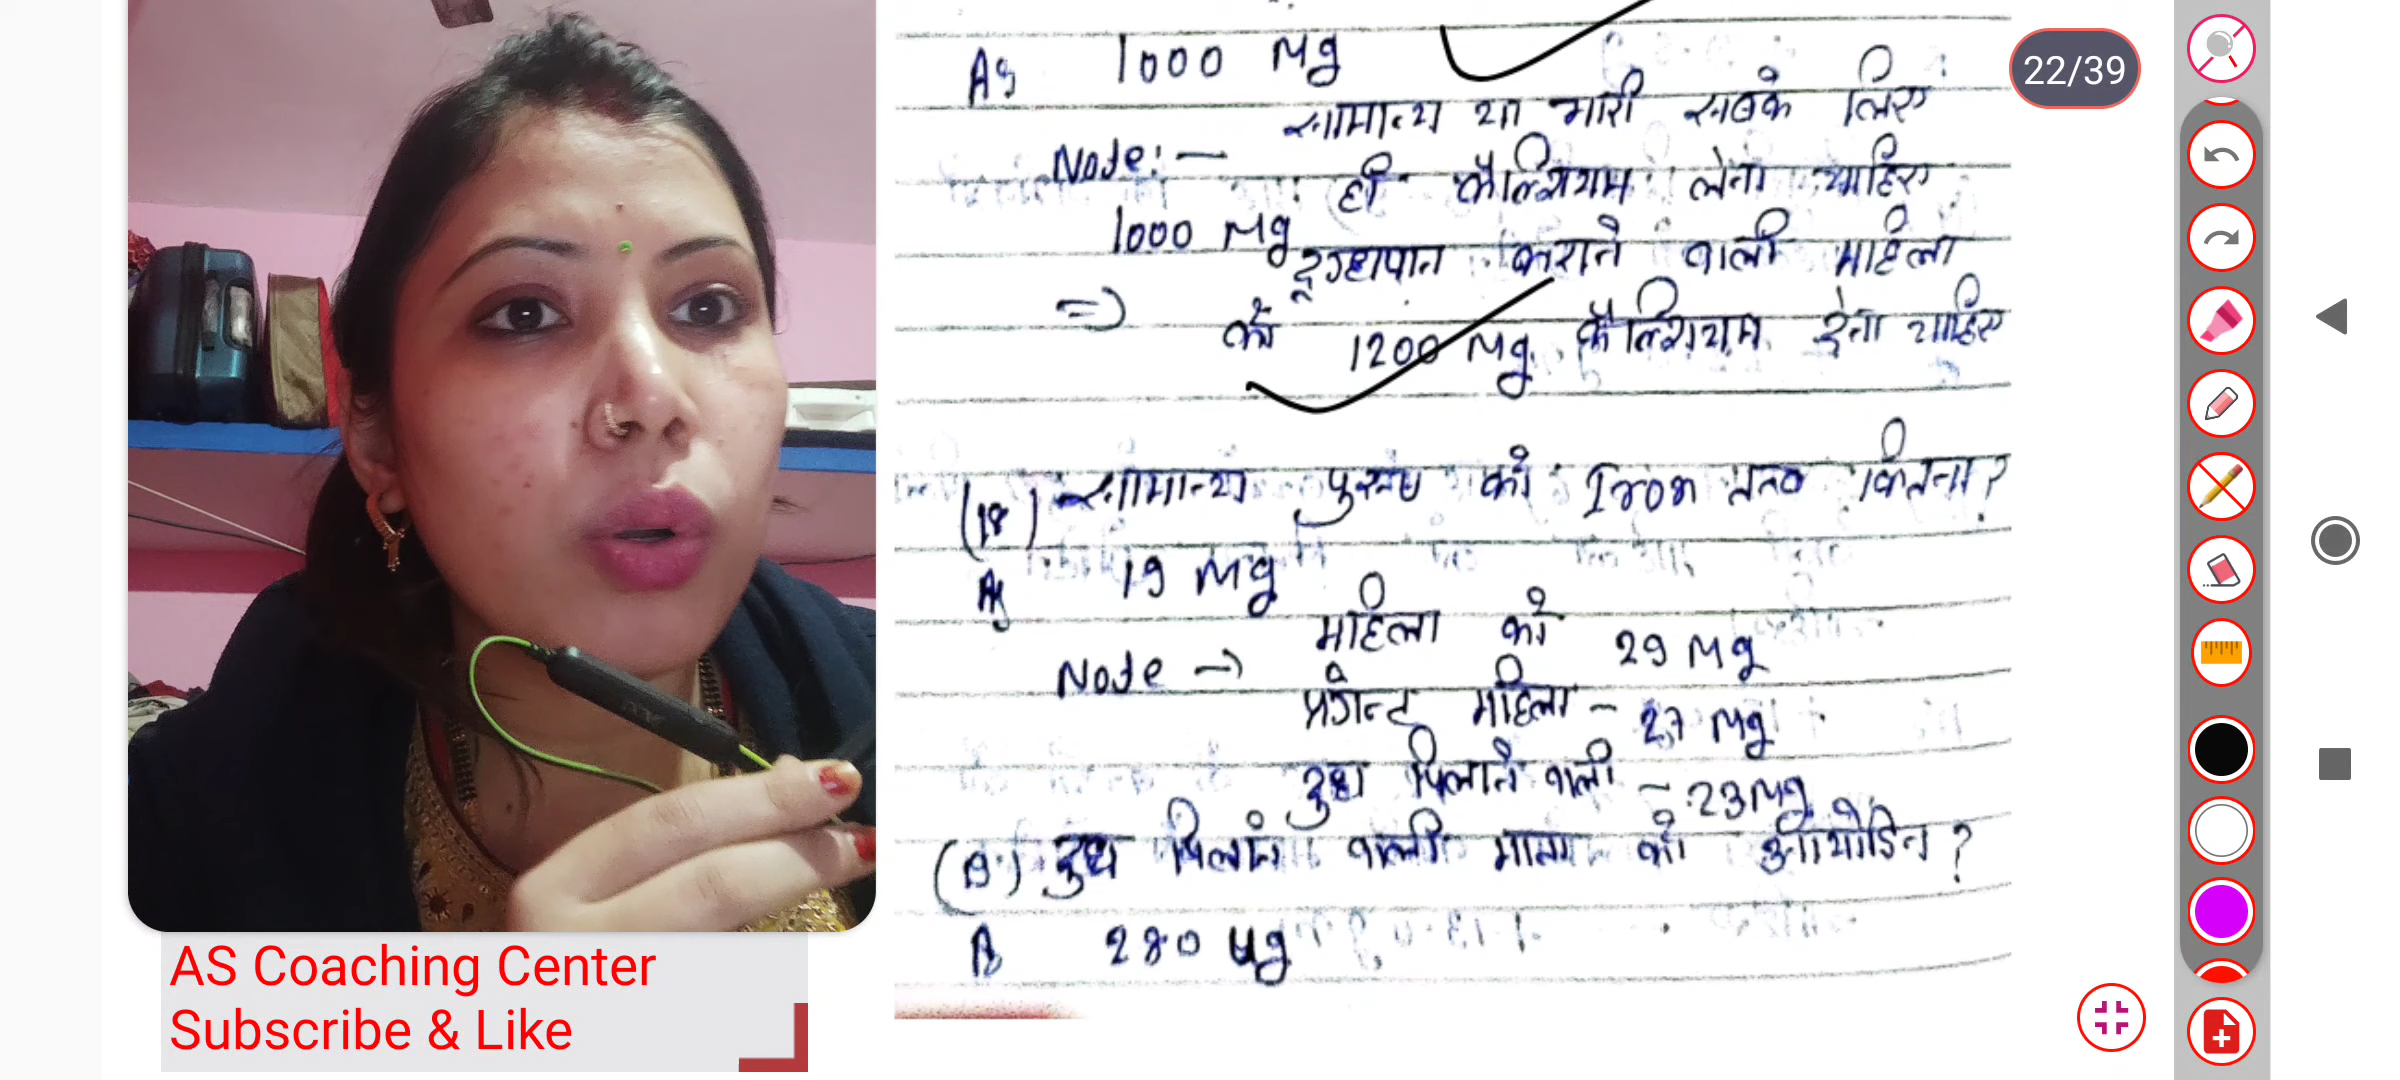 As 1000 Mg
22/39
Note:- सामान्य या भारी सबके लिए
1000 Mg ही कैल्शियम लेना चाहिए
=> दूग्धपान कराने वाली महिला
को 1200 Mg कैल्शियम देना चाहिए
(18) सामान्य पुरुष को Iron तत्व कितना?
As 19 Mg
Note → महिला को 29 Mg
प्रेगेन्ट महिला - 27 Mg
दुध पिलाने वाली - 23 Mg
(19) दुध पिलाने वाली माता को आयोडिन?
As 280 ug
AS Coaching Center
Subscribe & Like